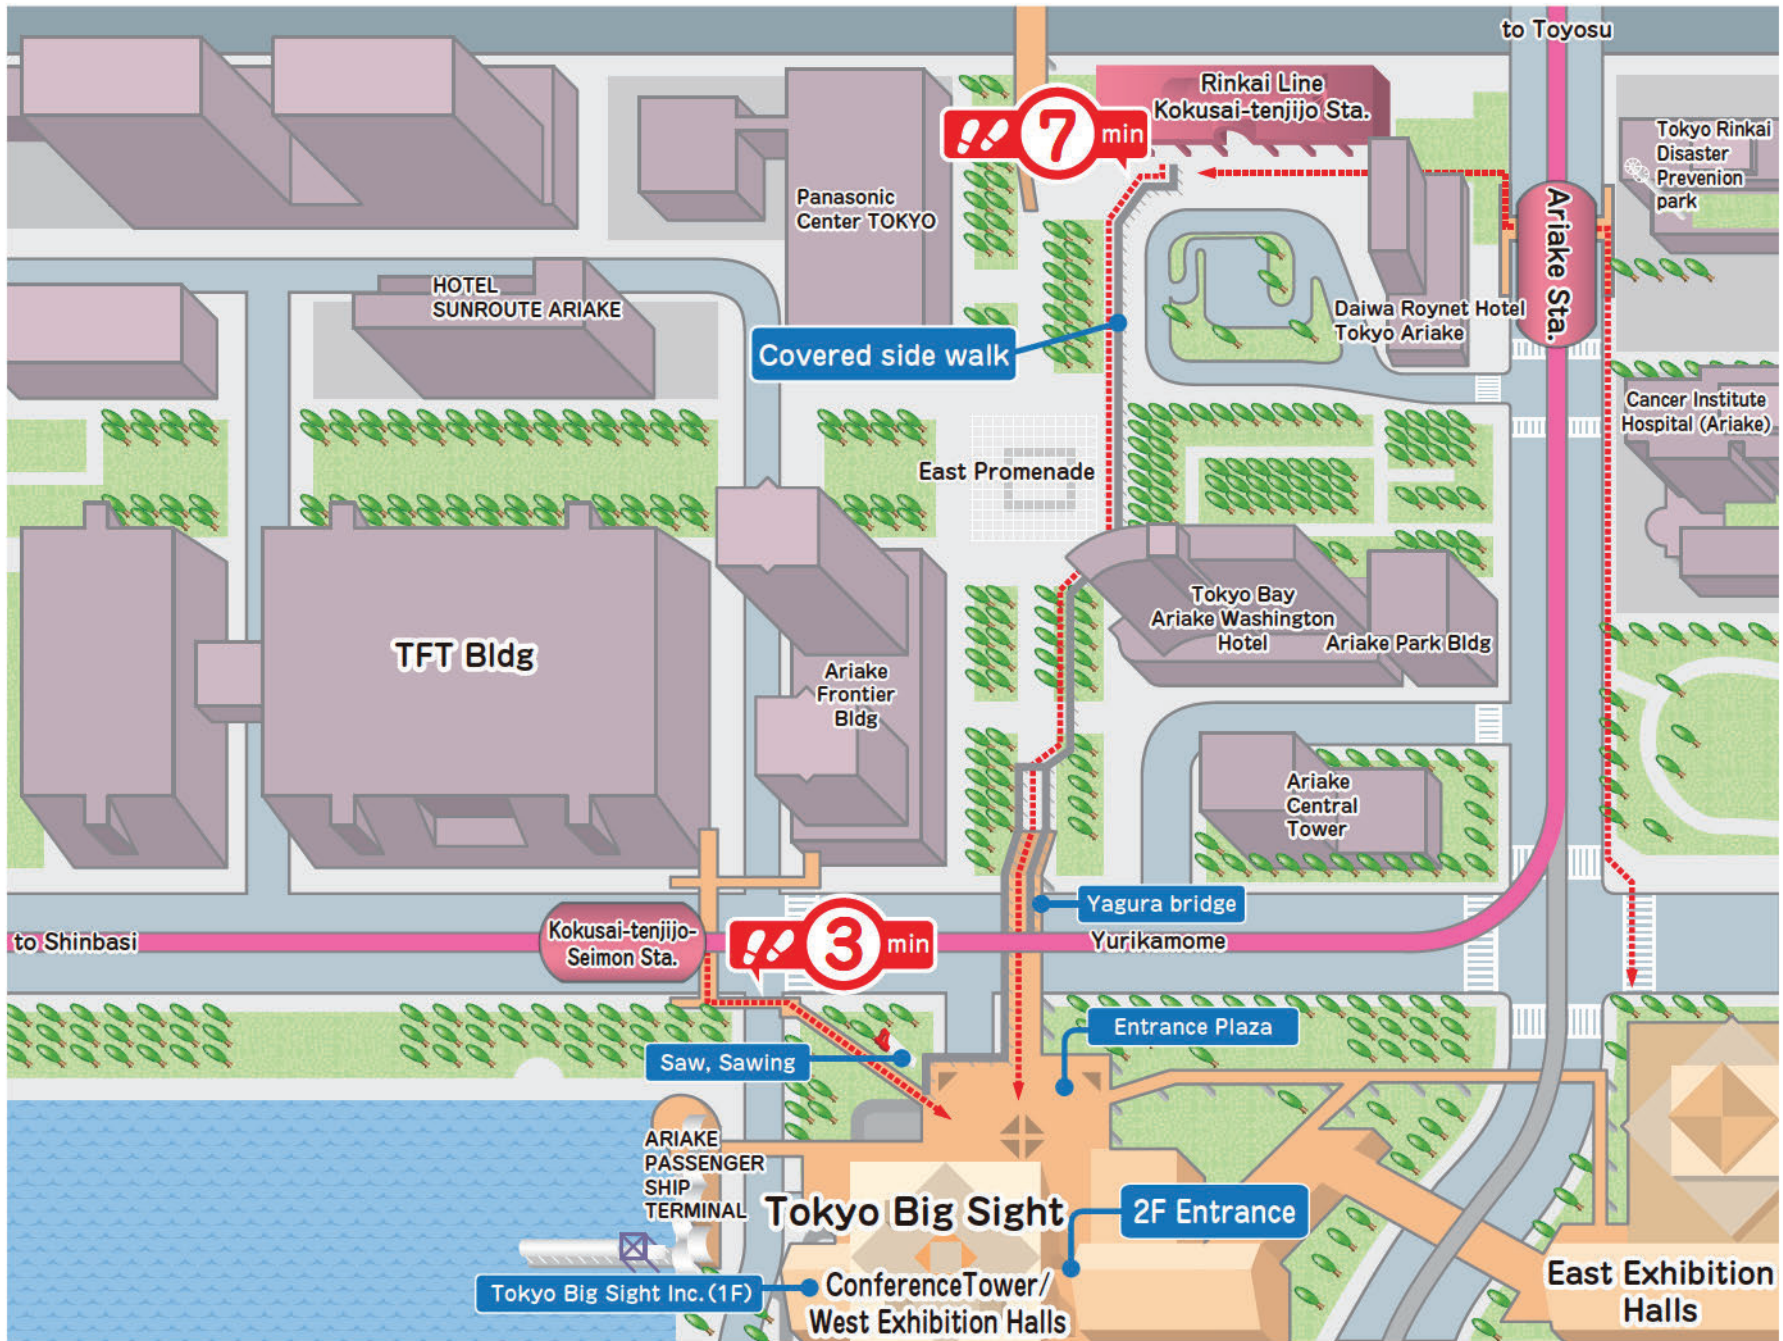 to Toyosu
Rinkai Line
Kokusai-tenjijo Sta.
7 min
Tokyo Rinkai
Disaster
Prevenion
park
Panasonic
Center TOKYO
Ariake Sta.
HOTEL
SUNROUTE ARIAKE
Daiwa Roynet Hotel
Tokyo Ariake
Covered side walk
Cancer Institute
Hospital (Ariake)
East Promenade
Tokyo Bay
Ariake Washington
Hotel
Ariake Park Bldg
TFT Bldg
Ariake
Frontier
Bldg
Ariake
Central
Tower
Yagura bridge
to Shinbasi
Kokusai-tenjijo-
Seimon Sta.
3 min
Yurikamome
Entrance Plaza
Saw, Sawing
ARIAKE
PASSENGER
SHIP
TERMINAL
Tokyo Big Sight
2F Entrance
Tokyo Big Sight Inc.(1F)
ConferenceTower/
West Exhibition Halls
East Exhibition
Halls